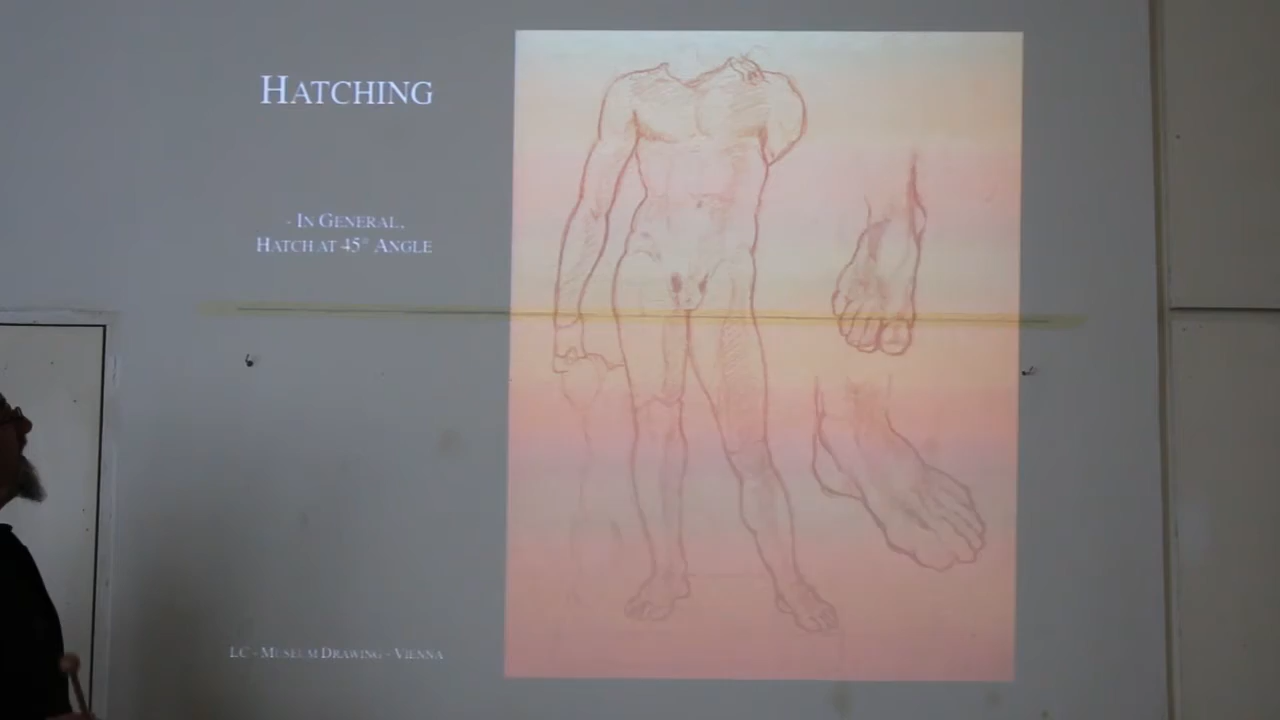 HATCHING
- IN GENERAL,
HATCH AT 45° ANGLE
LC - MUSEUM DRAWING - VIENNA